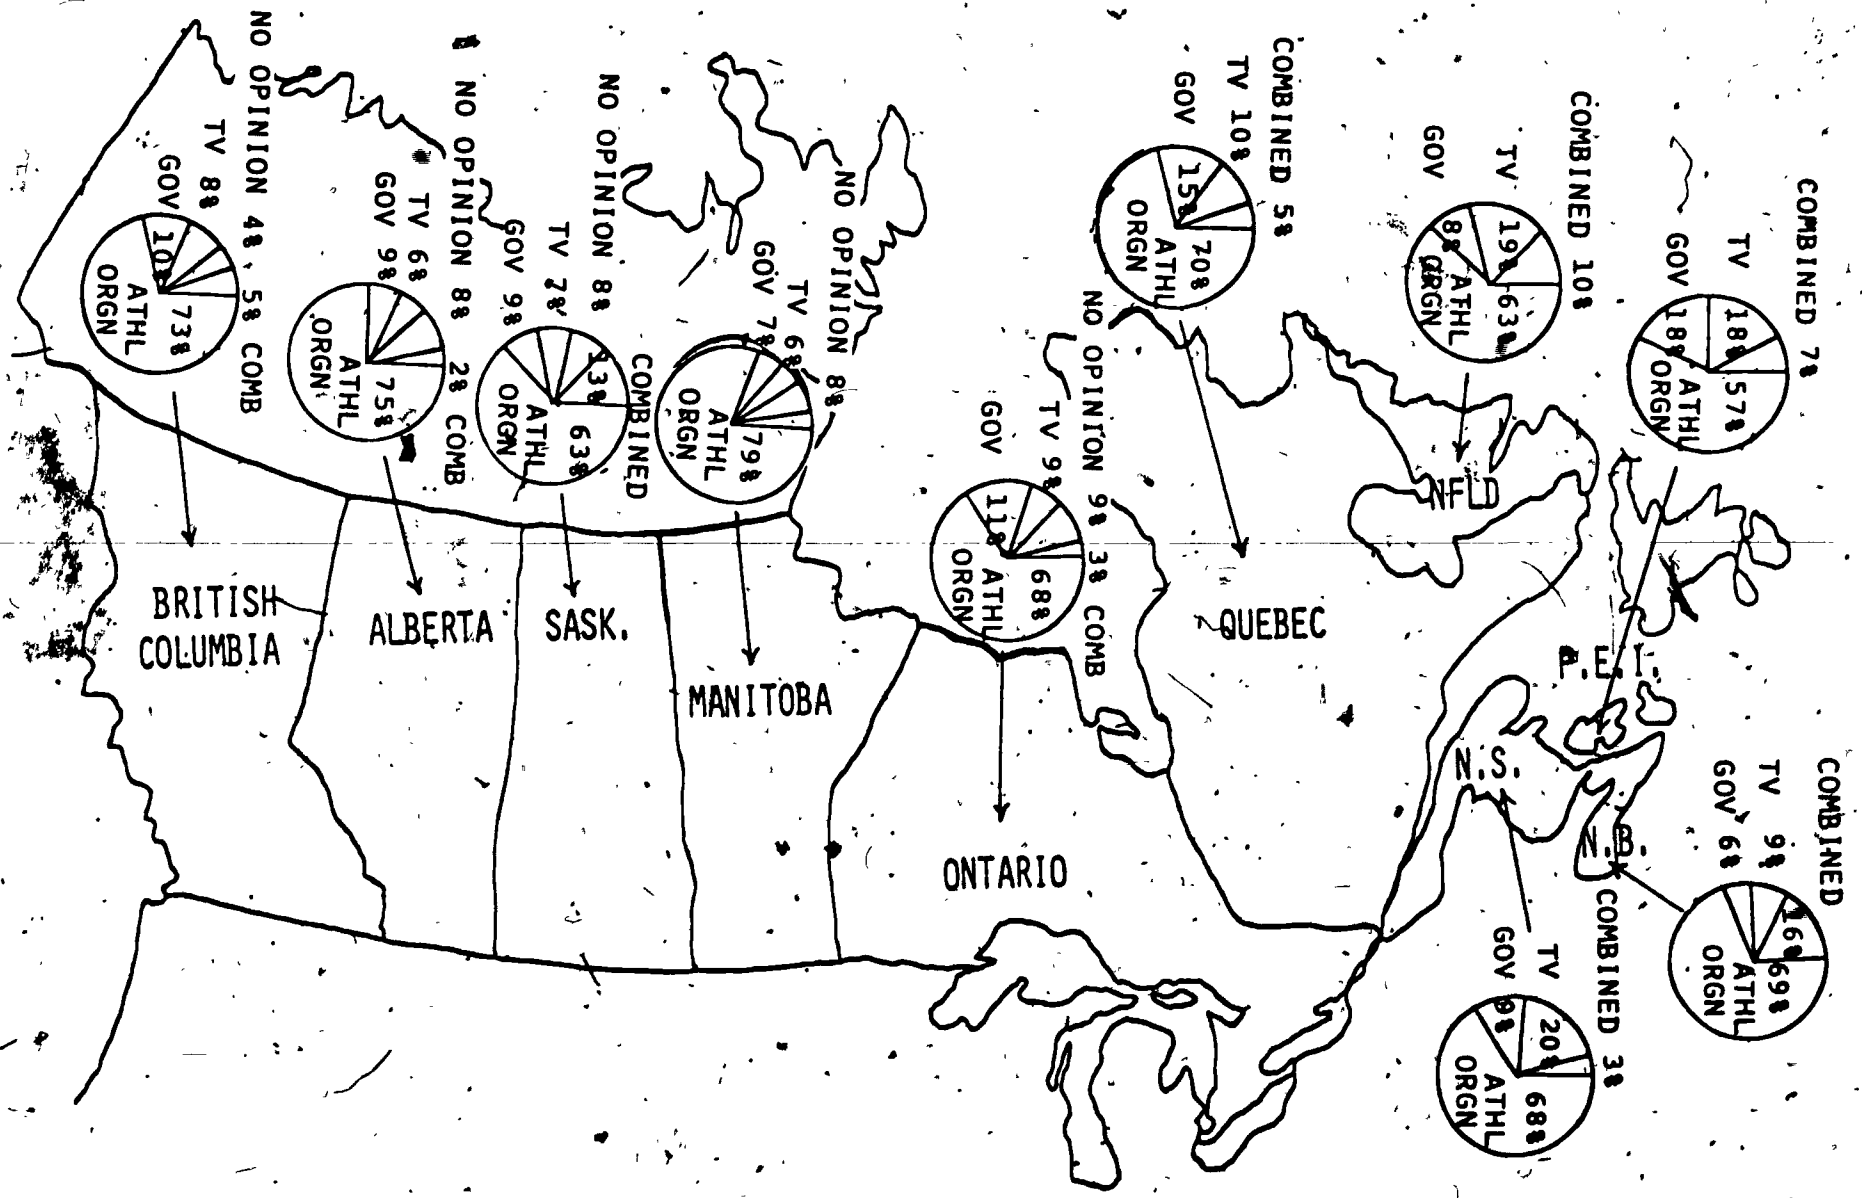 NO OPINION 4% 5% COMB
TV 8%
GOV
10%
73%
ATHL
ORGN
NO OPINION 8% 2% COMB
TV 6%
GOV 9%
75%
ATHL
ORGN
NO OPINION 8%
COMBINED
13%
TV 7%
GOV 9%
63%
ATHL
ORGN
NO OPINION 8%
TV 6%
GOV 7%
79%
ATHL
ORGN
NO OPINION 9% 3% COMB
TV 9%
GOV
11%
68%
ATHL
ORGN
COMBINED 5%
TV 10%
GOV
15%
70%
ATHL
ORGN
COMBINED 10%
TV
19%
GOV
8%
63%
ATHL
ORGN
COMBINED 7%
TV
18%
GOV
18%
57%
ATHL
ORGN
COMBINED
16%
TV 9%
GOV 6%
69%
ATHL
ORGN
COMBINED 3%
TV
20%
GOV
9%
68%
ATHL
ORGN
BRITISH
COLUMBIA
ALBERTA
SASK.
MANITOBA
ONTARIO
QUEBEC
NFLD
P.E.I.
N.S.
N.B.